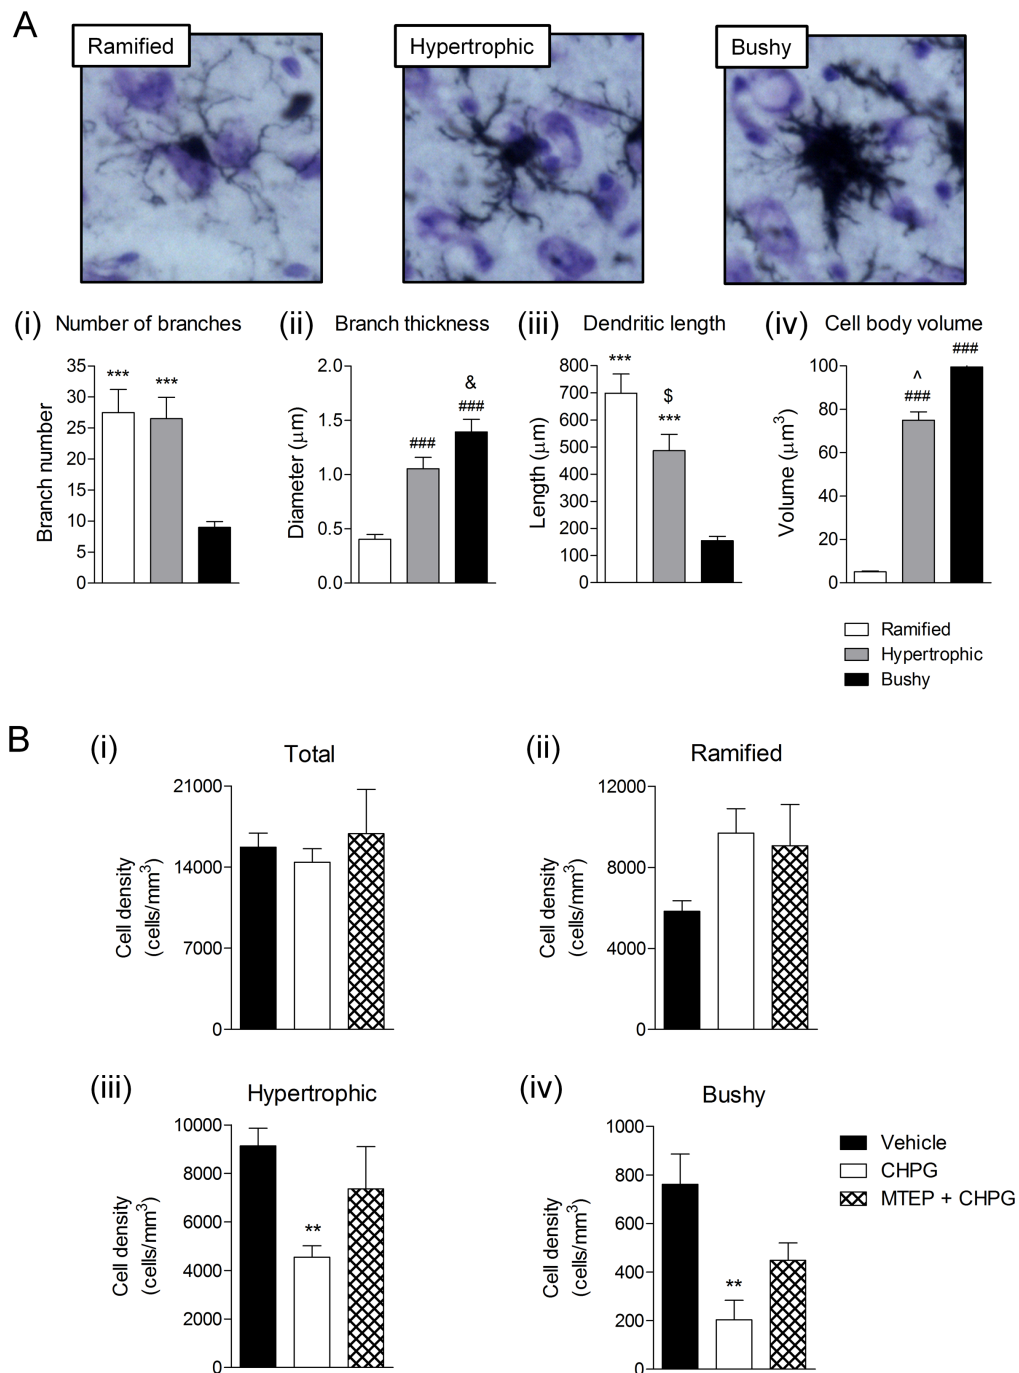 A
Ramified
Hypertrophic
Bushy
(i) Number of branches
Branch number
35
30
25
20
15
10
5
0
***
***
(ii) Branch thickness
Diameter (μm)
2.0
1.5
1.0
0.5
0.0
###
&
###
(iii) Dendritic length
Length (μm)
800
700
600
500
400
300
200
100
0
***
$
***
(iv) Cell body volume
Volume (μm³)
100
80
60
40
20
0
^
###
###
Ramified
Hypertrophic
Bushy
B
(i)
Total
Cell density
(cells/mm³)
21000
14000
7000
0
(ii)
Ramified
Cell density
(cells/mm³)
12000
8000
4000
0
(iii)
Hypertrophic
Cell density
(cells/mm³)
10000
8000
6000
4000
2000
0
**
(iv)
Bushy
Cell density
(cells/mm³)
1000
800
600
400
200
0
**
Vehicle
CHPG
MTEP + CHPG